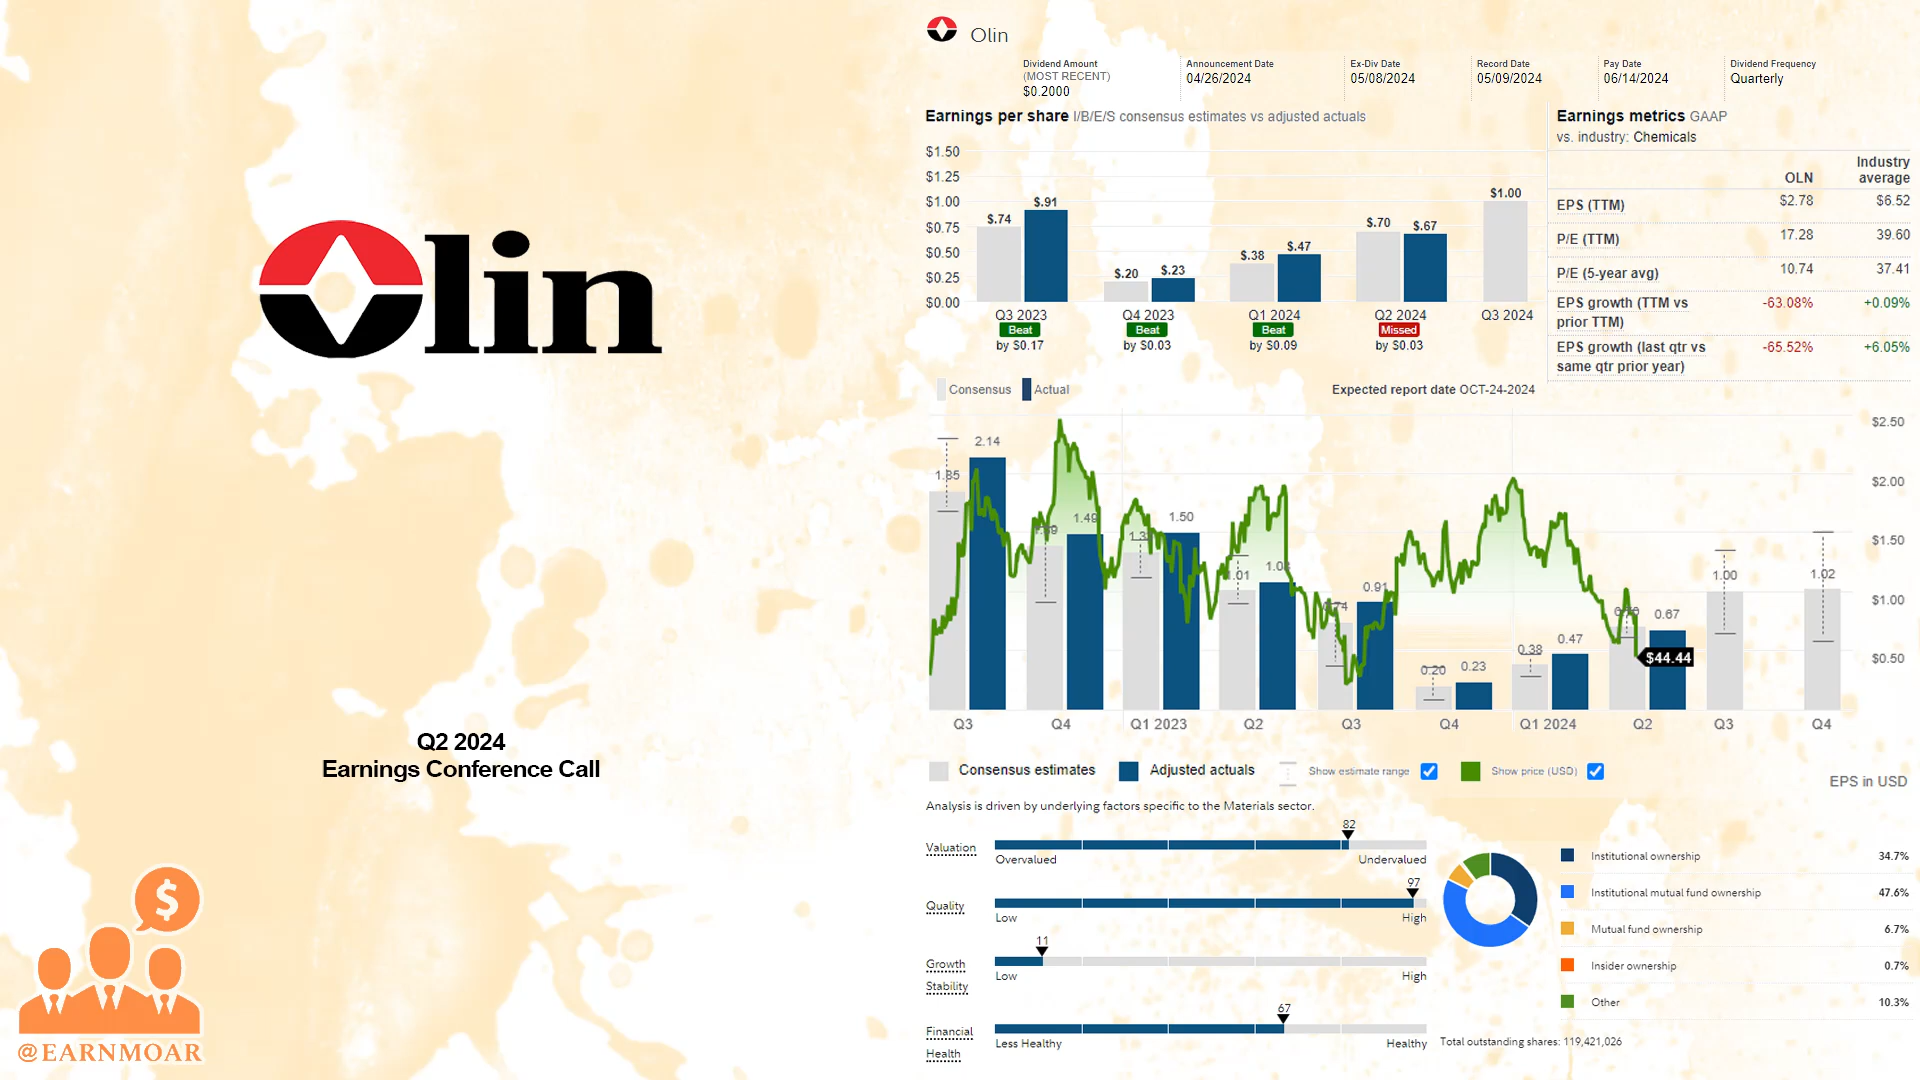 Olin
Q2 2024
Earnings Conference Call
$
@EARNMOAR
Olin
Dividend Amount
(MOST RECENT)
$0.2000
Announcement Date
04/26/2024
Ex-Div Date
05/08/2024
Record Date
05/09/2024
Pay Date
06/14/2024
Dividend Frequency
Quarterly
Earnings per share I/B/E/S consensus estimates vs adjusted actuals
$1.50
$1.25
$1.00
$0.75
$0.50
$0.25
$0.00
$.74
$.91
$.20
$.23
$.38
$.47
$.70
$.67
$1.00
Q3 2023
Beat
by $0.17
Q4 2023
Beat
by $0.03
Q1 2024
Beat
by $0.09
Q2 2024
Missed
by $0.03
Q3 2024
Consensus
Actual
Expected report date OCT-24-2024
Earnings metrics GAAP
vs. industry: Chemicals
OLN
Industry
average
EPS (TTM) $2.78 $6.52
P/E (TTM) 17.28 39.60
P/E (5-year avg) 10.74 37.41
EPS growth (TTM vs
prior TTM) -63.08% +0.09%
EPS growth (last qtr vs
same qtr prior year) -65.52% +6.05%
$2.50
$2.00
$1.50
$1.00
$0.50
1.85
2.14
1.49
1.50
1.01
0.74
0.91
0.20
0.23
0.38
0.47
0.70
0.67
1.00
1.02
$44.44
Q3 Q4 Q1 2023 Q2 Q3 Q4 Q1 2024 Q2 Q3 Q4
Consensus estimates
Adjusted actuals
Show estimate range
Show price (USD)
EPS in USD
Analysis is driven by underlying factors specific to the Materials sector.
Valuation
82
Overvalued
Undervalued
Quality
97
Low
High
Growth
Stability
11
Low
High
Financial
Health
67
Less Healthy
Healthy
Institutional ownership 34.7%
Institutional mutual fund ownership 47.6%
Mutual fund ownership 6.7%
Insider ownership 0.7%
Other 10.3%
Total outstanding shares: 119,421,026